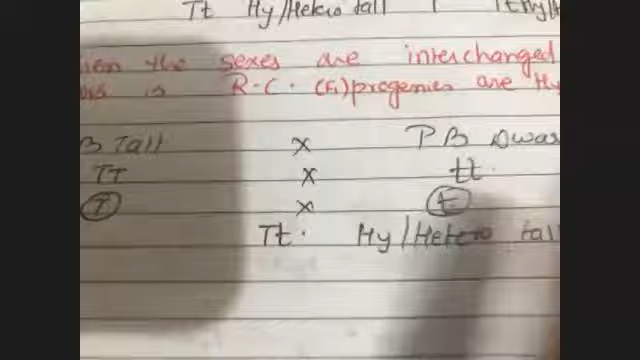 Tt Hy/Hetero tall
the sexes are interchanged
is R.C. (F1) progenies are Hy
B Tall x PB Dwar
TT x tt.
T x t
Tt. Hy/Hetero tall